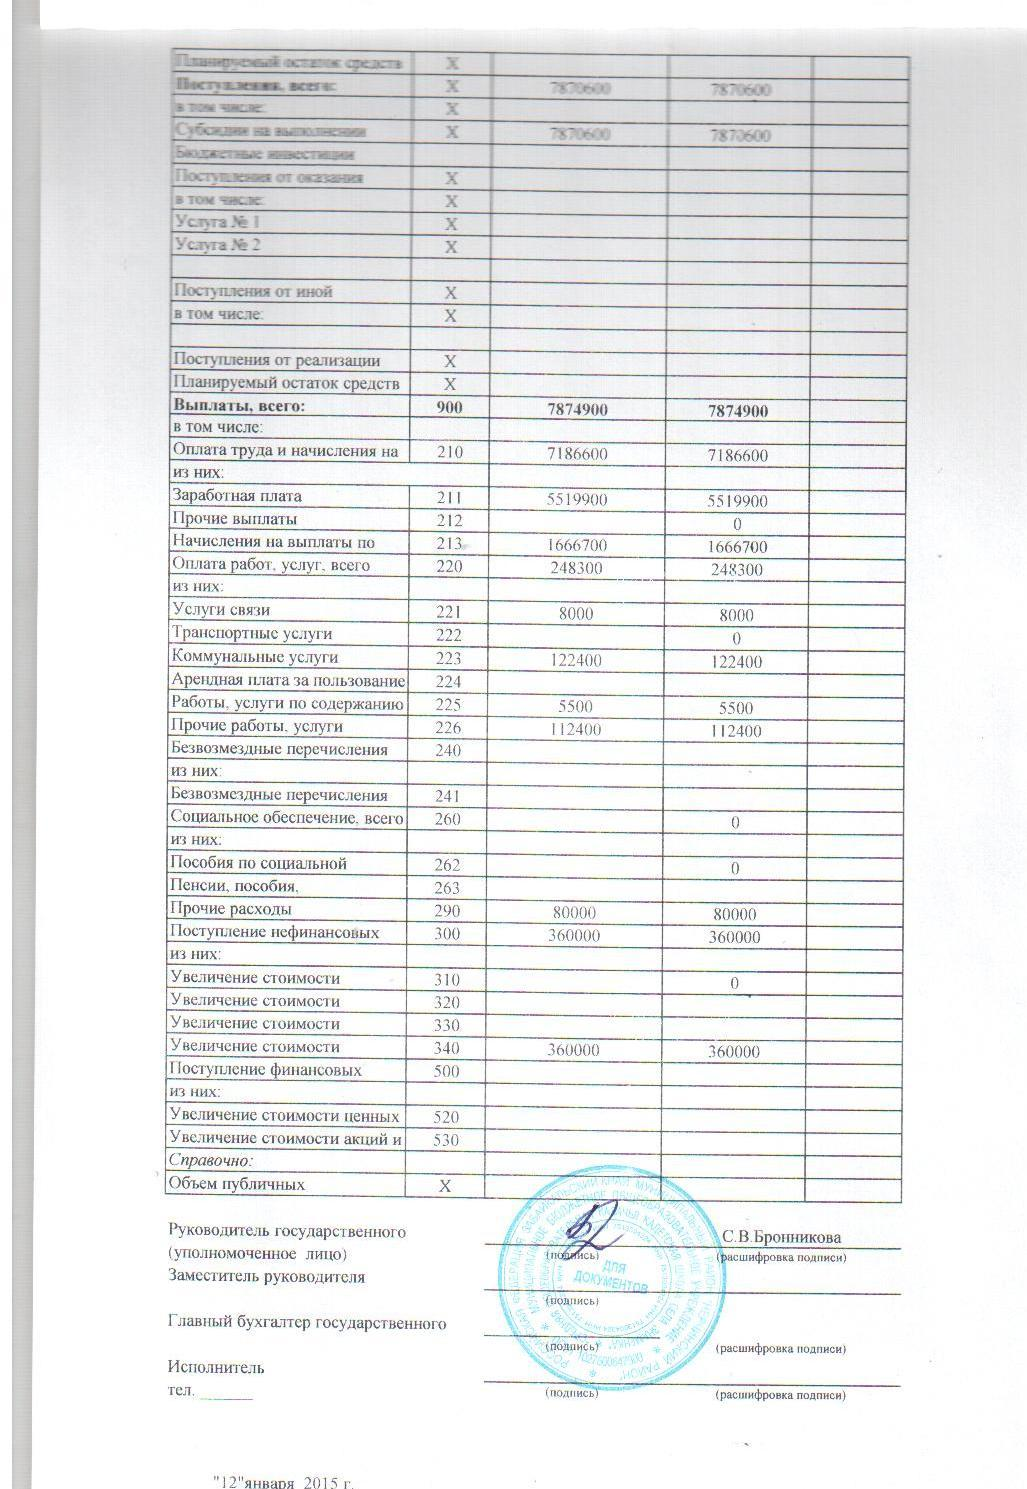 Планируемый остаток средств X
Поступления, всего: X 7870600 7870600
в том числе: X
Субсидии на выполнении X 7870600 7870600
Бюджетные инвестиции
Поступления от оказания X
в том числе: X
Услуга № 1 X
Услуга № 2 X
Поступления от иной X
в том числе: X
Поступления от реализации X
Планируемый остаток средств X
Выплаты, всего: 900 7874900 7874900
в том числе:
Оплата труда и начисления на 210 7186600 7186600
из них:
Заработная плата 211 5519900 5519900
Прочие выплаты 212 0
Начисления на выплаты по 213 1666700 1666700
Оплата работ, услуг, всего 220 248300 248300
из них:
Услуги связи 221 8000 8000
Транспортные услуги 222 0
Коммунальные услуги 223 122400 122400
Арендная плата за пользование 224
Работы, услуги по содержанию 225 5500 5500
Прочие работы, услуги 226 112400 112400
Безвозмездные перечисления 240
из них:
Безвозмездные перечисления 241
Социальное обеспечение, всего 260 0
из них:
Пособия по социальной 262 0
Пенсии, пособия, 263
Прочие расходы 290 80000 80000
Поступление нефинансовых 300 360000 360000
из них:
Увеличение стоимости 310 0
Увеличение стоимости 320
Увеличение стоимости 330
Увеличение стоимости 340 360000 360000
Поступление финансовых 500
из них:
Увеличение стоимости ценных 520
Увеличение стоимости акций и 530
Справочно:
Объем публичных X
Руководитель государственного С.В.Бронникова
(уполномоченное лицо) (подпись) (расшифровка подписи)
Заместитель руководителя
(подпись)
Главный бухгалтер государственного
(подпись) (расшифровка подписи)
Исполнитель
тел. ______ (подпись) (расшифровка подписи)
ДЛЯ
ДОКУМЕНТОВ
"12"января 2015 г.